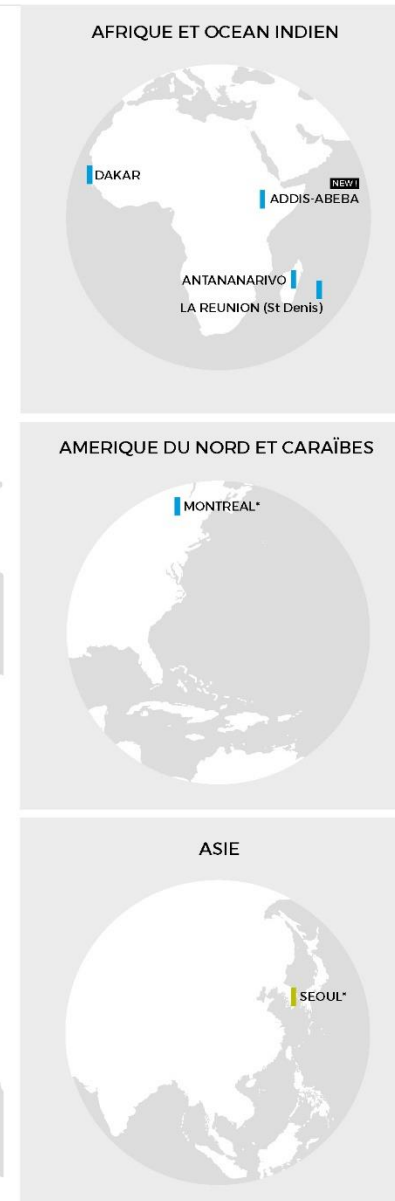 AFRIQUE ET OCEAN INDIEN
DAKAR
NEW !
ADDIS-ABEBA
ANTANANARIVO
LA REUNION (St Denis)
AMERIQUE DU NORD ET CARAÏBES
MONTREAL*
ASIE
SEOUL*